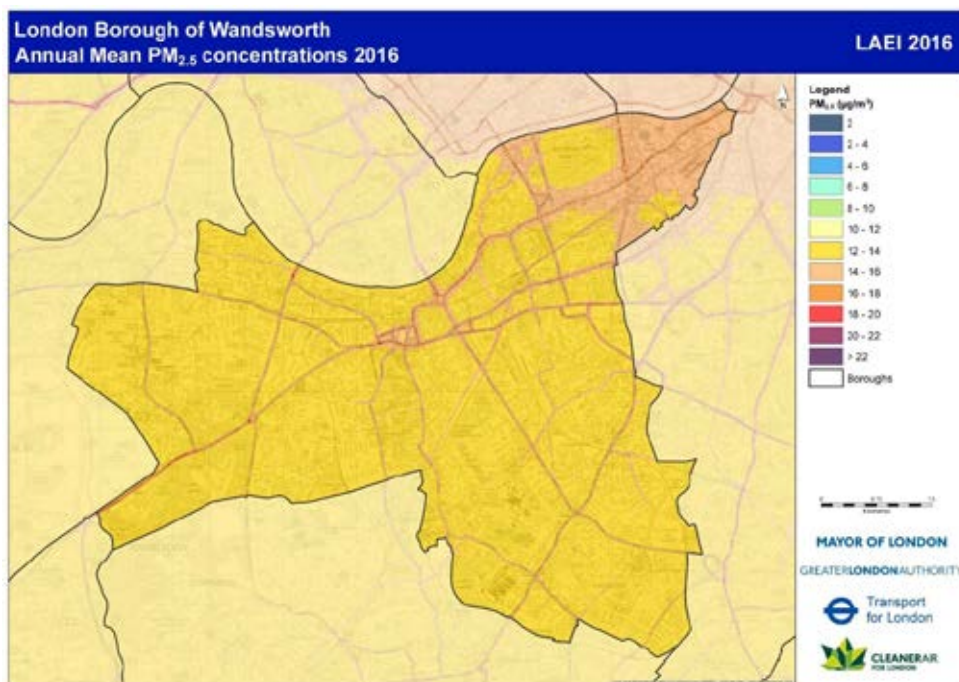 London Borough of Wandsworth
Annual Mean PM2.5 concentrations 2016
LAEI 2016
N
Legend
PM2.5 (µg/m³)
2
2 - 4
4 - 6
6 - 8
8 - 10
10 - 12
12 - 14
14 - 16
16 - 18
18 - 20
20 - 22
> 22
Boroughs
MAYOR OF LONDON
GREATERLONDONAUTHORITY
Transport
for London
CLEANERAIR
FOR LONDON